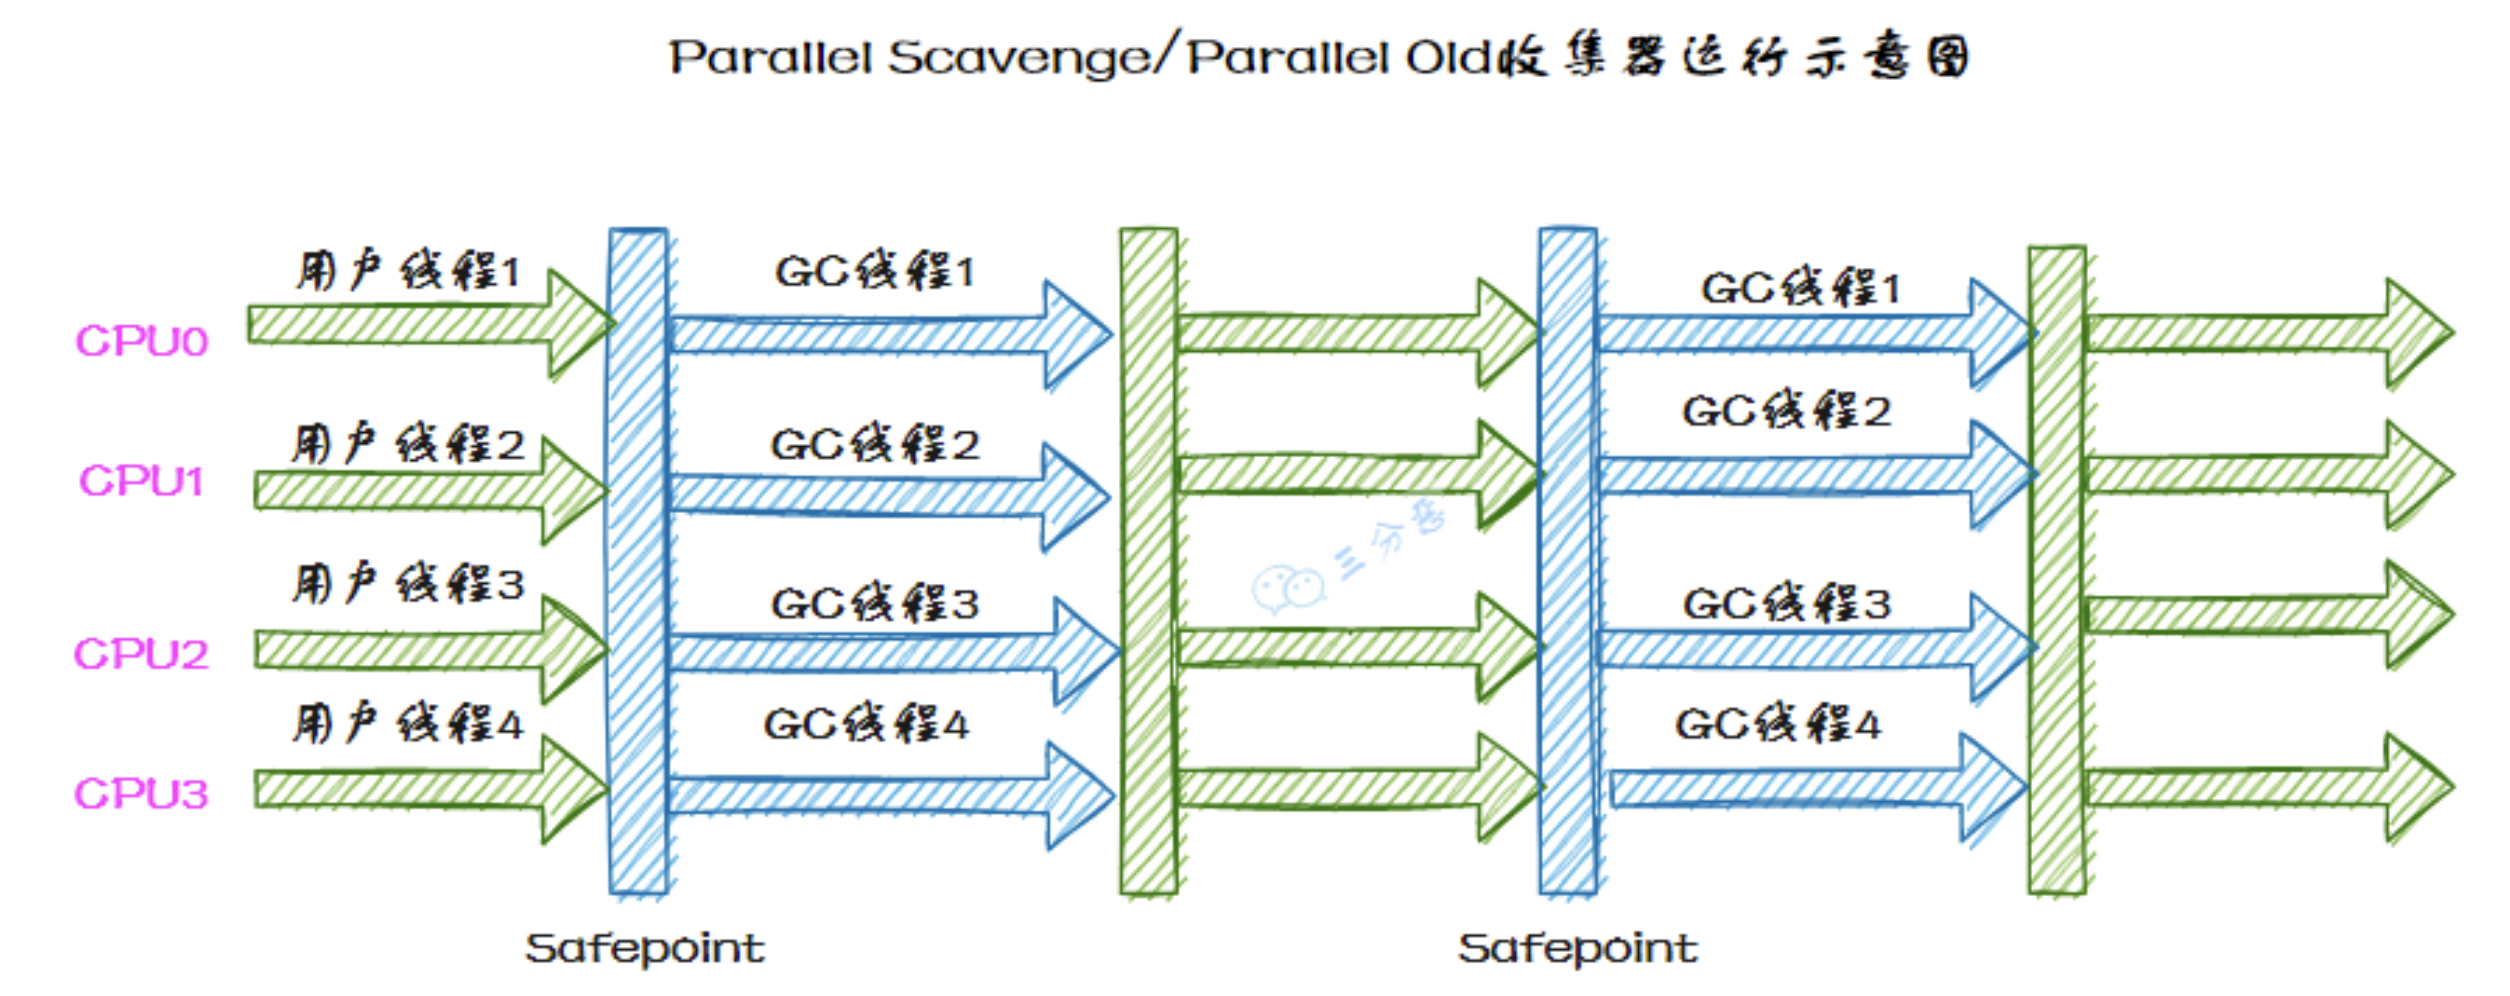 Parallel Scavenge/Parallel Old收集器运行示意图
用户线程1
GC线程1
GC线程1
CPU0
用户线程2
GC线程2
GC线程2
CPU1
用户线程3
GC线程3
GC线程3
CPU2
用户线程4
GC线程4
GC线程4
CPU3
三分恶
Safepoint
Safepoint